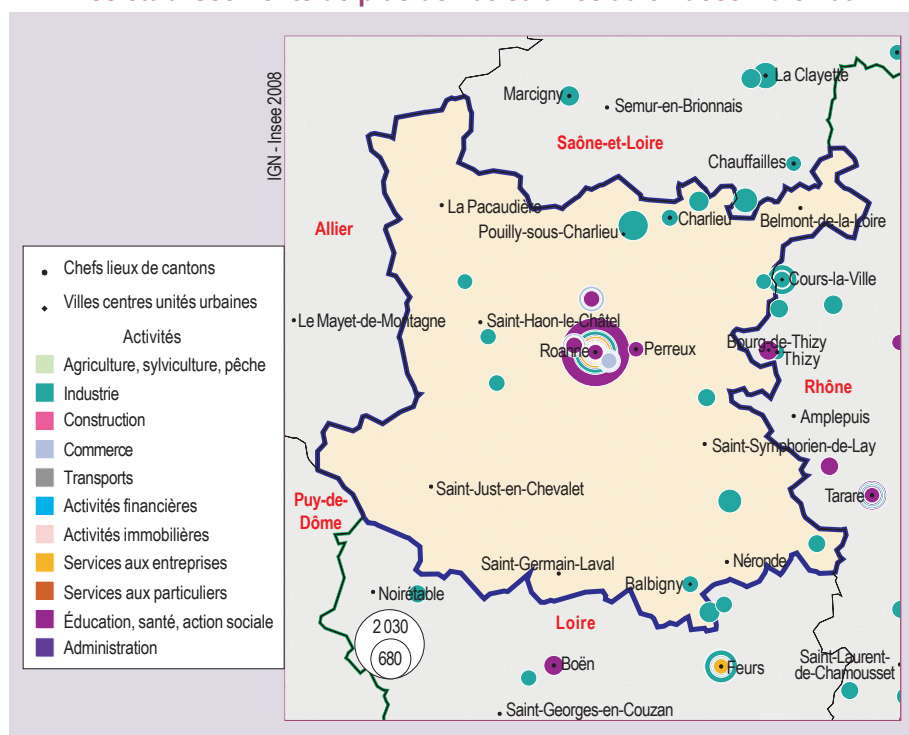 IGN - Insee 2008
La Clayette
Marcigny
Semur-en-Brionnais
Saône-et-Loire
Chauffailles
La Pacaudière
Allier
Charlieu
Belmont-de-la-Loire
Pouilly-sous-Charlieu
Chefs lieux de cantons
Villes centres unités urbaines
Activités
Agriculture, sylviculture, pêche
Industrie
Construction
Commerce
Transports
Activités financières
Activités immobilières
Services aux entreprises
Services aux particuliers
Éducation, santé, action sociale
Administration
Cours-la-Ville
Le Mayet-de-Montagne
Saint-Haon-le-Châtel
Roanne
Perreux
Bourg-de-Thizy
Thizy
Rhône
Amplepuis
Saint-Symphorien-de-Lay
Saint-Just-en-Chevalet
Tarare
Puy-de-
Dôme
Saint-Germain-Laval
Néronde
Balbigny
Noirétable
Loire
2 030
680
Boën
Feurs
Saint-Laurent-
de-Chamousset
Saint-Georges-en-Couzan